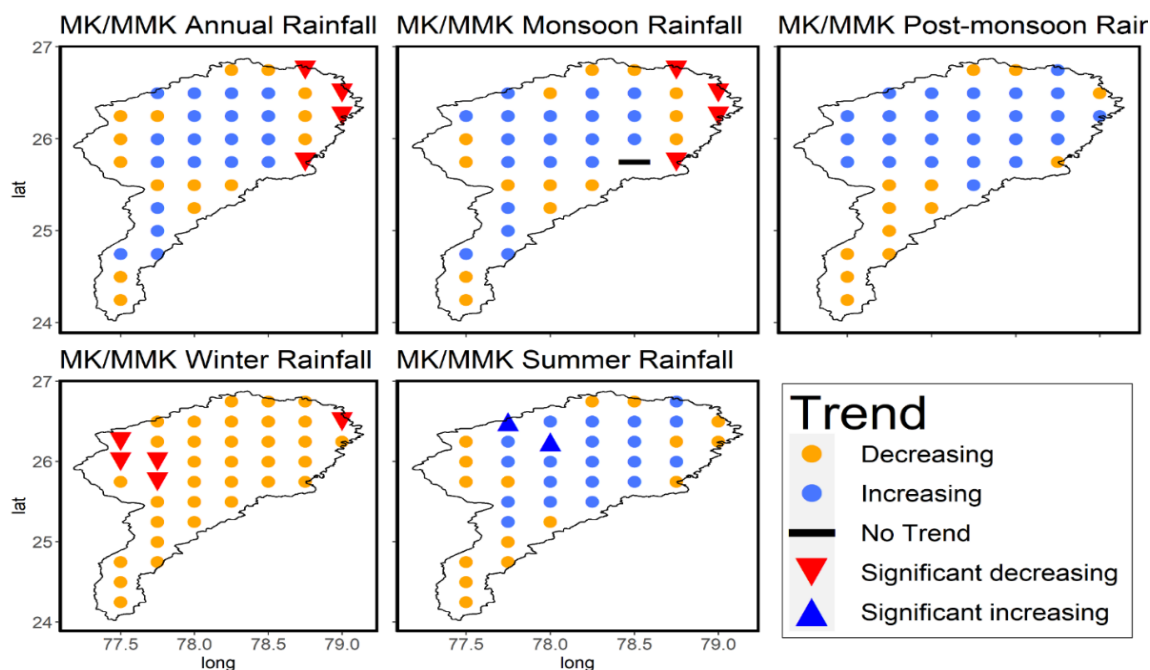 MK/MMK Annual Rainfall
MK/MMK Monsoon Rainfall
MK/MMK Post-monsoon Rai
27
26
25
24
lat
MK/MMK Winter Rainfall
MK/MMK Summer Rainfall
27
26
25
24
lat
77.5 78.0 78.5 79.0
long
77.5 78.0 78.5 79.0
long
Trend
Decreasing
Increasing
No Trend
Significant decreasing
Significant increasing